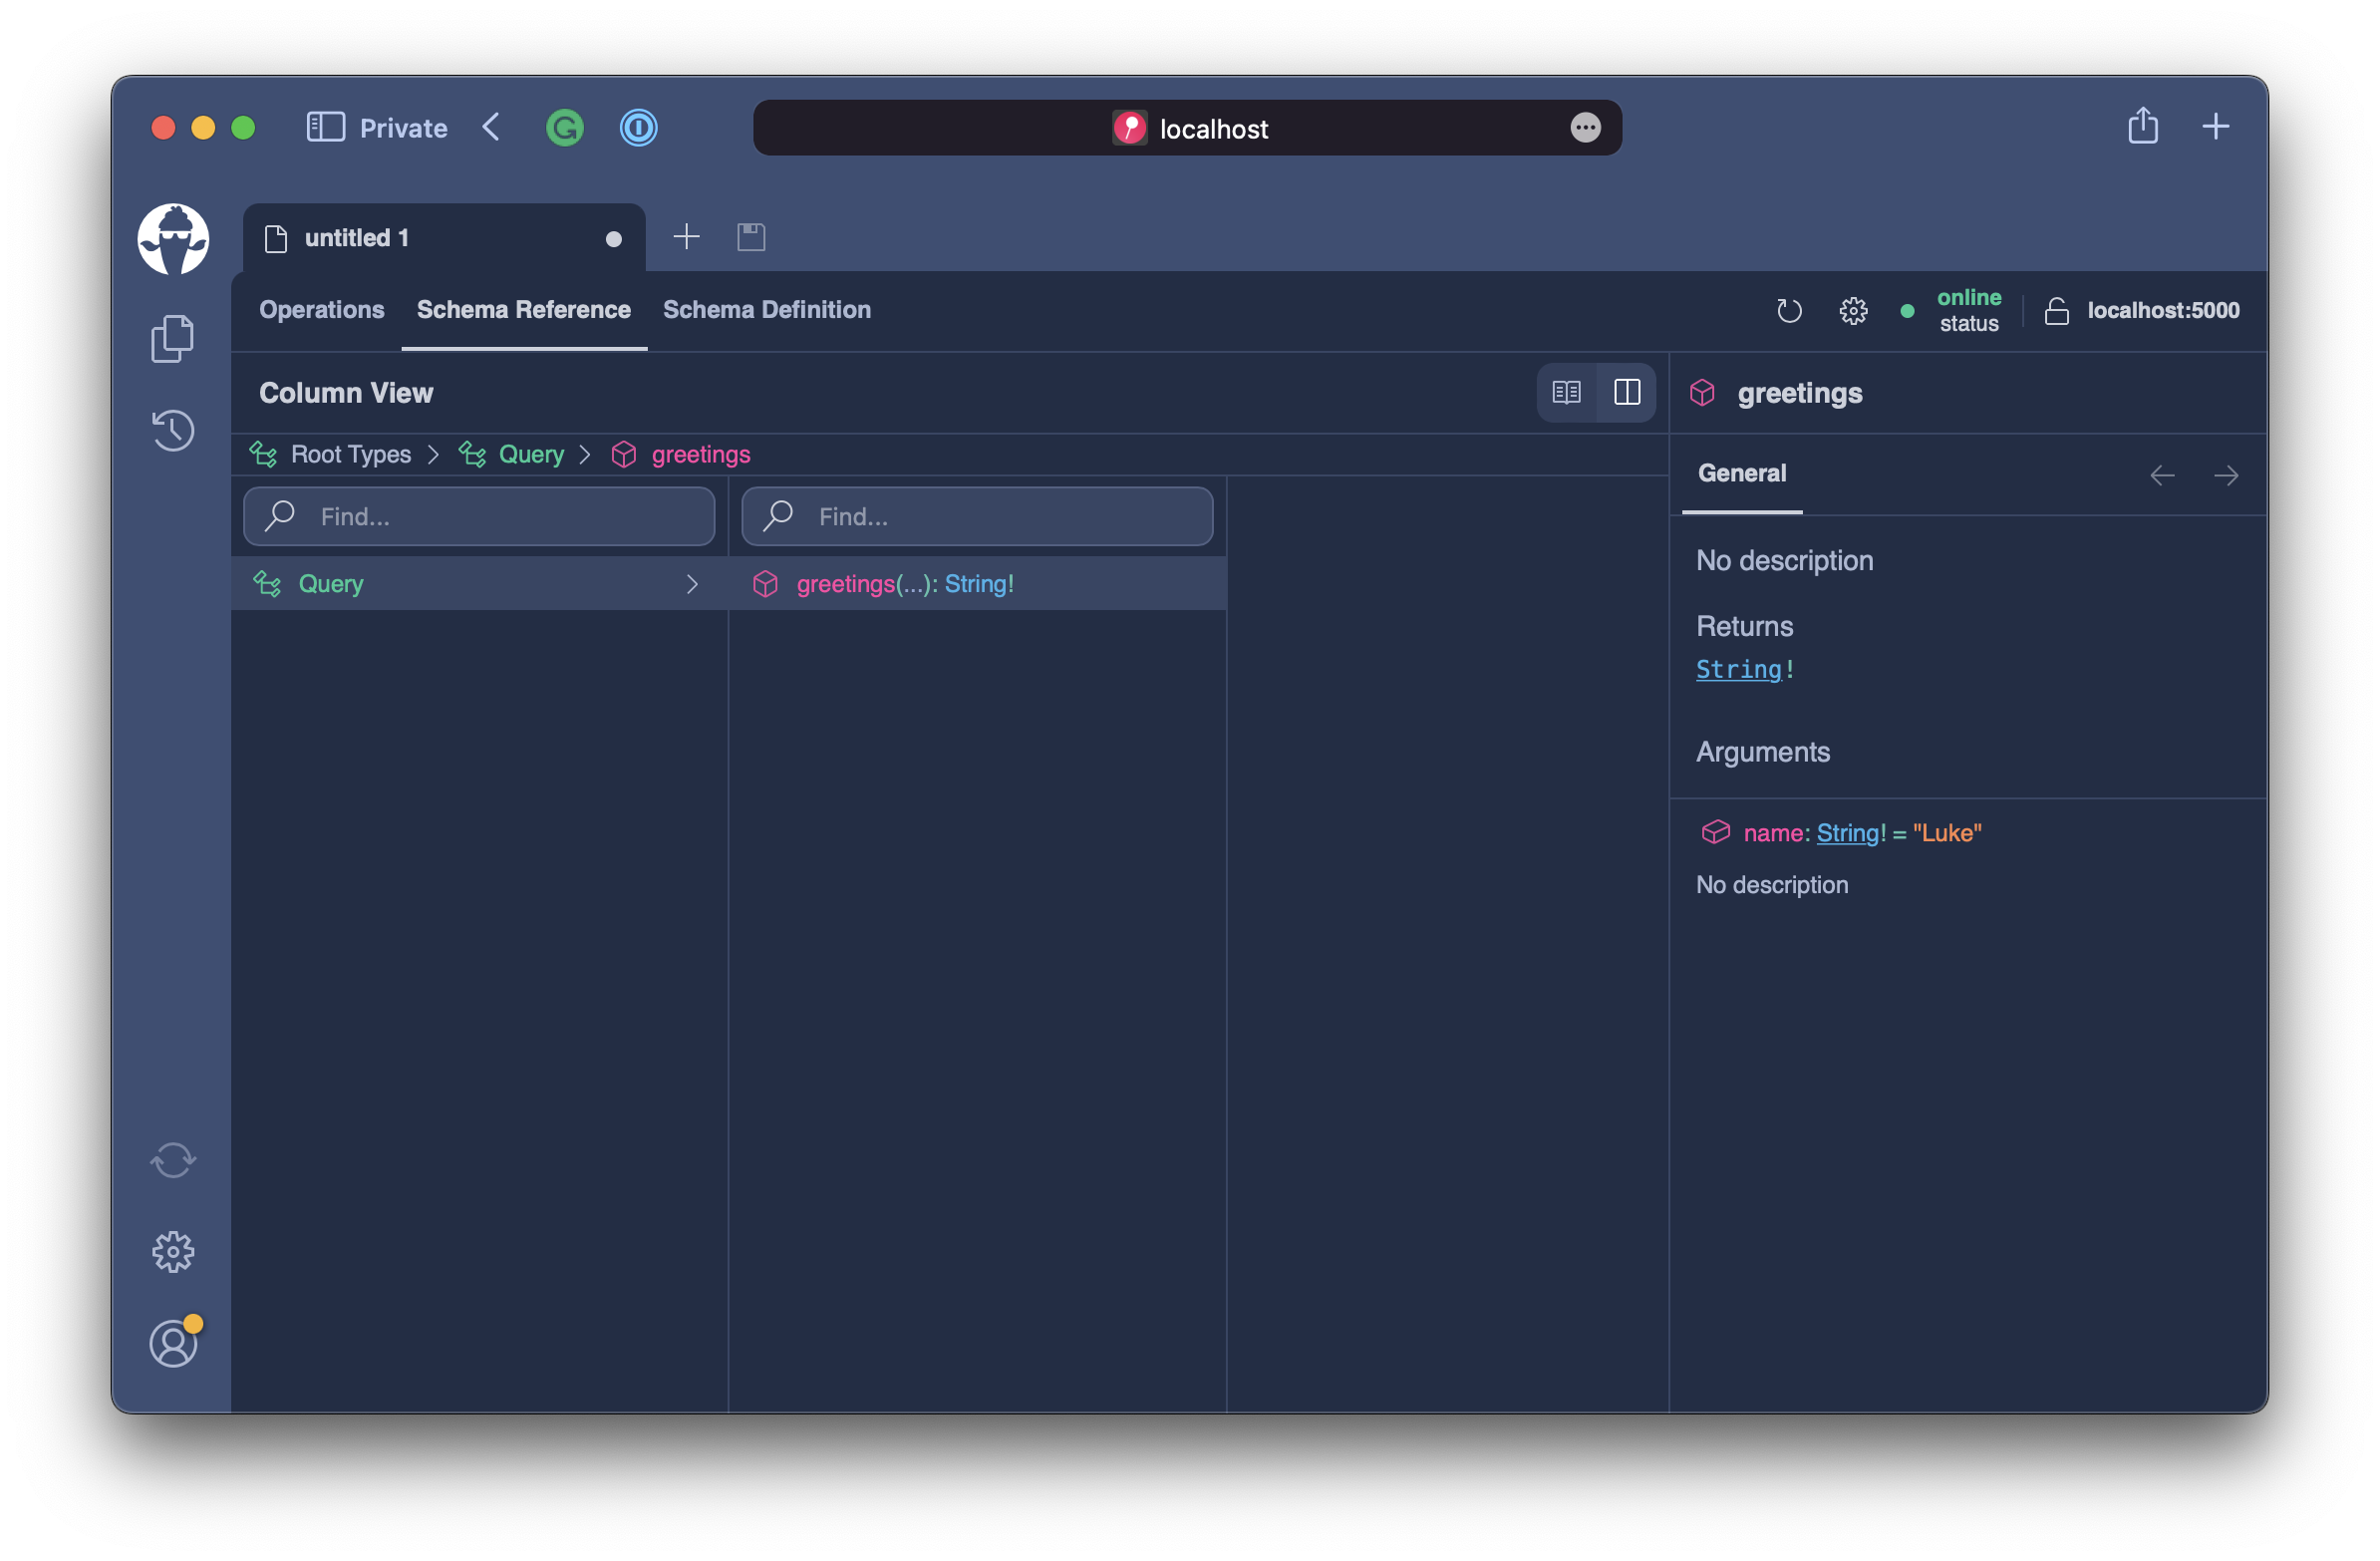 Private
localhost
untitled 1
Operations Schema Reference Schema Definition
online
status
localhost:5000
Column View
Root Types Query greetings
Find...
Find...
Query
greetings(...): String!
greetings
General
No description
Returns
String!
Arguments
name: String! = "Luke"
No description